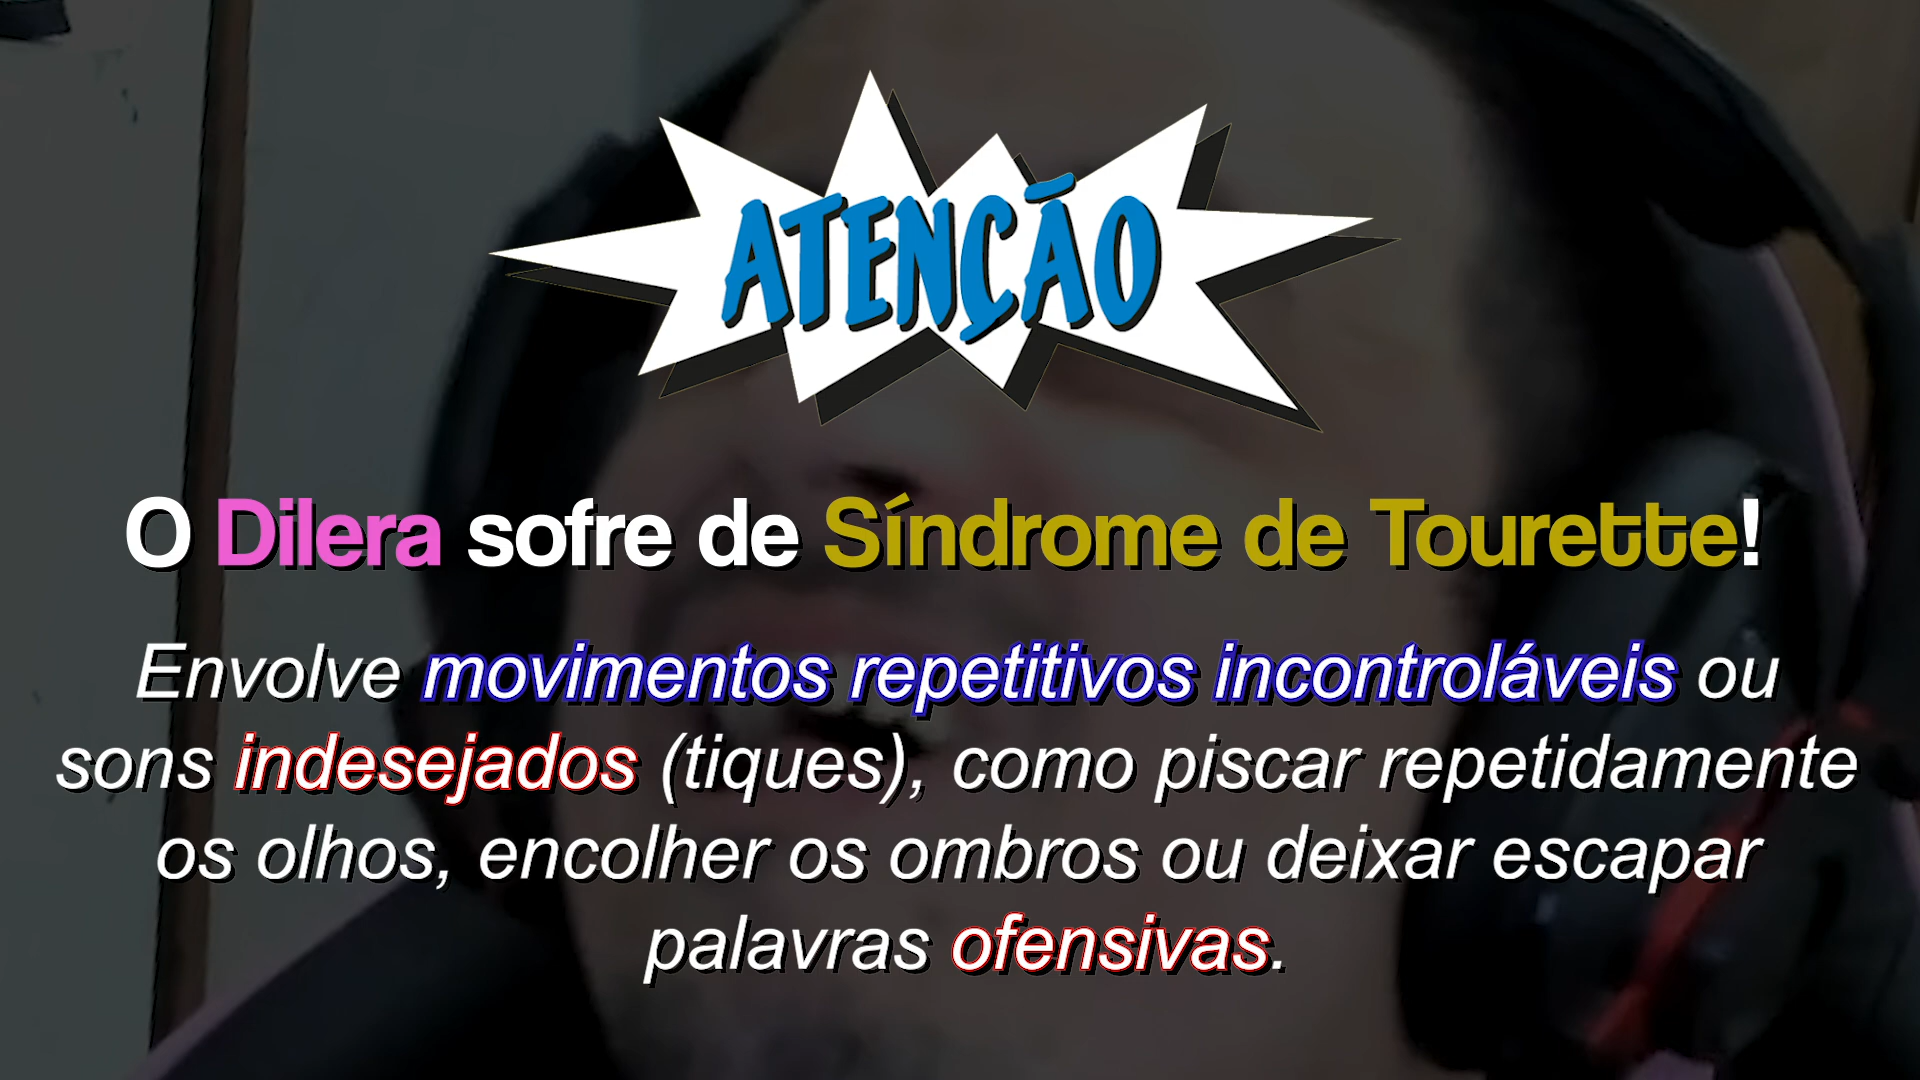 ATENÇÃO
O Dilera sofre de Síndrome de Tourette!
Envolve movimentos repetitivos incontroláveis ou
sons indesejados (tiques), como piscar repetidamente
os olhos, encolher os ombros ou deixar escapar
palavras ofensivas.